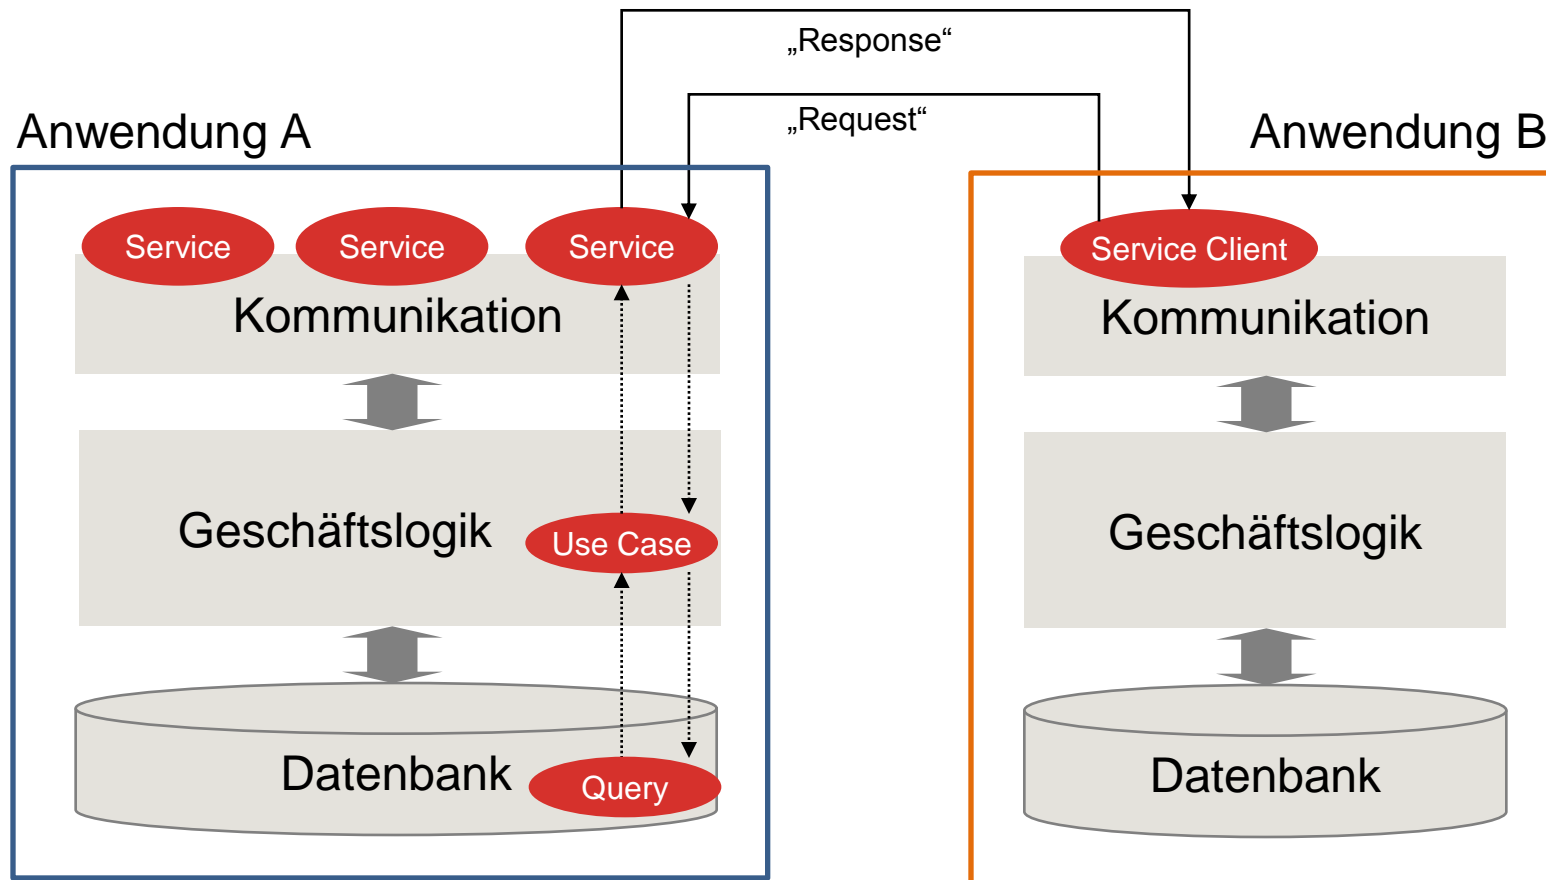 „Response“
„Request“
Anwendung A
Anwendung B
Service
Service
Service
Service Client
Kommunikation
Kommunikation
Geschäftslogik
Use Case
Geschäftslogik
Datenbank
Query
Datenbank